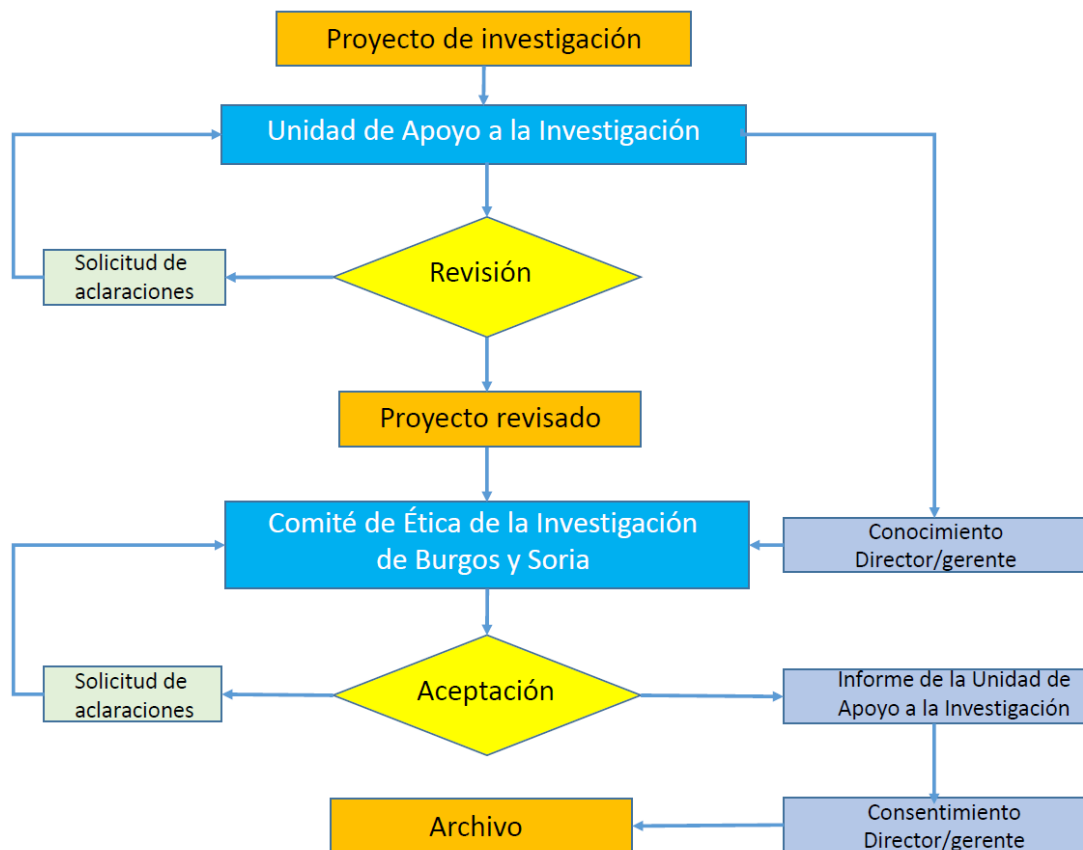 Proyecto de investigación
Unidad de Apoyo a la Investigación
Solicitud de
aclaraciones
Revisión
Proyecto revisado
Comité de Ética de la Investigación
de Burgos y Soria
Conocimiento
Director/gerente
Solicitud de
aclaraciones
Aceptación
Informe de la Unidad de
Apoyo a la Investigación
Archivo
Consentimiento
Director/gerente